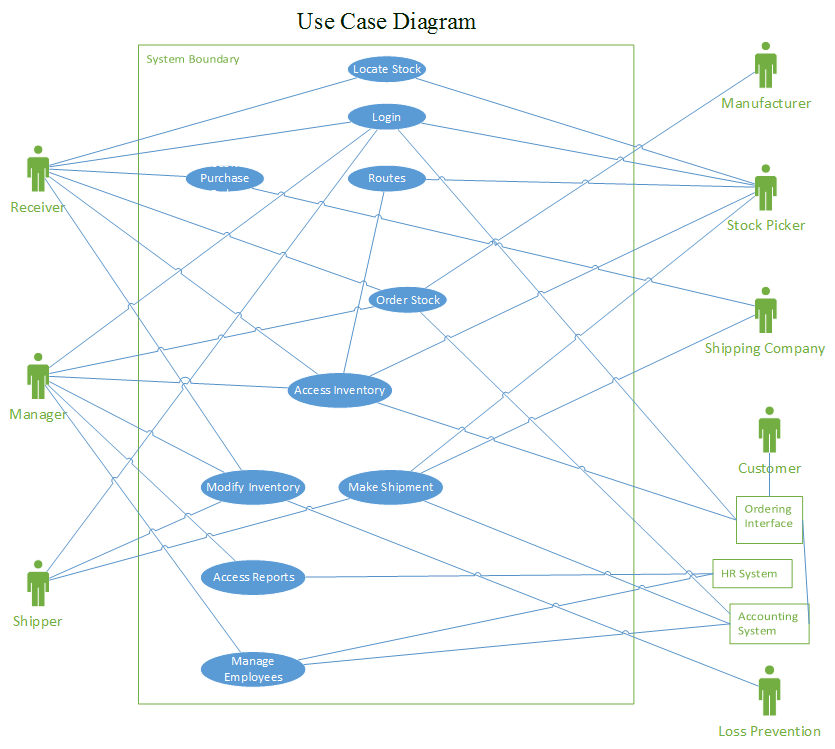 Use Case Diagram
System Boundary
Locate Stock
Manufacturer
Login
Receiver
Purchase
Routes
Stock Picker
Order Stock
Shipping Company
Manager
Access Inventory
Customer
Modify Inventory
Make Shipment
Ordering
Interface
Access Reports
HR System
Shipper
Accounting
System
Manage
Employees
Loss Prevention